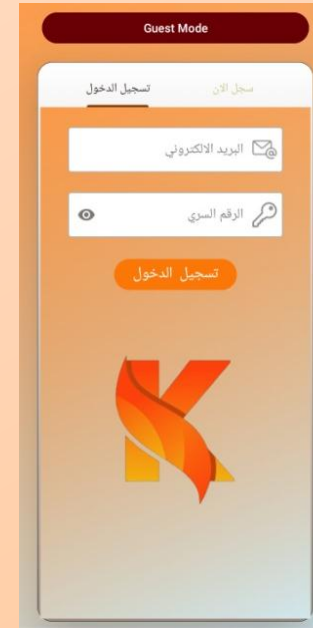 Guest Mode
سجل الان
تسجيل الدخول
البريد الالكتروني
الرقم السري
تسجيل الدخول